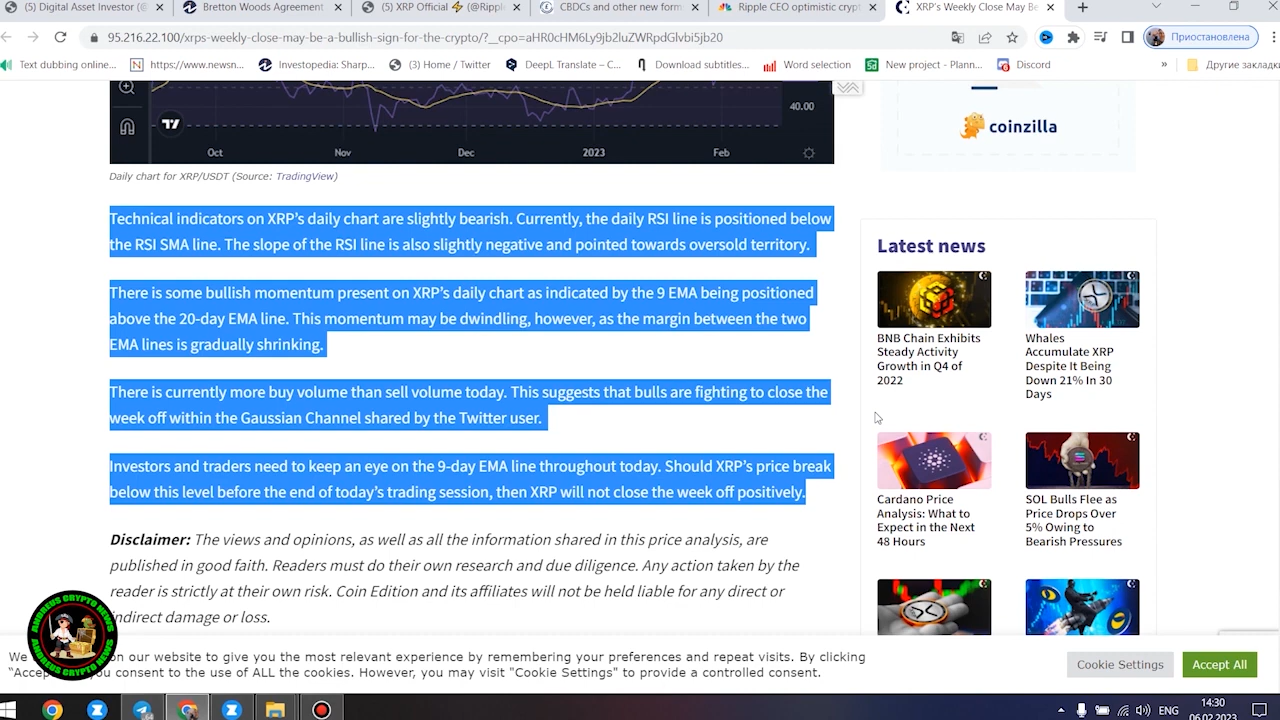 (5) Digital Asset Investor (@
Bretton Woods Agreement
(5) XRP Official ⚡ (@Rippl
CBDCs and other new form
Ripple CEO optimistic crypt
XRP's Weekly Close May Be
95.216.22.100/xrps-weekly-close-may-be-a-bullish-sign-for-the-crypto/?__cpo=aHR0cHM6Ly9jb2luZWRpdGlvbi5jb20
Приостановлена
Text dubbing online...
https://www.newsn...
Investopedia: Sharp...
(3) Home / Twitter
DeepL Translate – C...
Download subtitles...
Word selection
New project - Plann...
Discord
»
Другие закладки
40.00
Oct Nov Dec 2023 Feb
coinzilla
Daily chart for XRP/USDT (Source: TradingView)
Technical indicators on XRP's daily chart are slightly bearish. Currently, the daily RSI line is positioned below
the RSI SMA line. The slope of the RSI line is also slightly negative and pointed towards oversold territory.
There is some bullish momentum present on XRP's daily chart as indicated by the 9 EMA being positioned
above the 20-day EMA line. This momentum may be dwindling, however, as the margin between the two
EMA lines is gradually shrinking.
There is currently more buy volume than sell volume today. This suggests that bulls are fighting to close the
week off within the Gaussian Channel shared by the Twitter user.
Investors and traders need to keep an eye on the 9-day EMA line throughout today. Should XRP's price break
below this level before the end of today's trading session, then XRP will not close the week off positively.
Disclaimer: The views and opinions, as well as all the information shared in this price analysis, are
published in good faith. Readers must do their own research and due diligence. Any action taken by the
reader is strictly at their own risk. Coin Edition and its affiliates will not be held liable for any direct or
indirect damage or loss.
Latest news
BNB Chain Exhibits
Steady Activity
Growth in Q4 of
2022
Whales
Accumulate XRP
Despite It Being
Down 21% In 30
Days
Cardano Price
Analysis: What to
Expect in the Next
48 Hours
SOL Bulls Flee as
Price Drops Over
5% Owing to
Bearish Pressures
ANDREUS CRYPTO NEWS
ANDREUS CRYPTO NEWS
We on our website to give you the most relevant experience by remembering your preferences and repeat visits. By clicking
"Accep you consent to the use of ALL the cookies. However, you may visit "Cookie Settings" to provide a controlled consent.
Cookie Settings
Accept All
ENG
14:30
06.02.2023